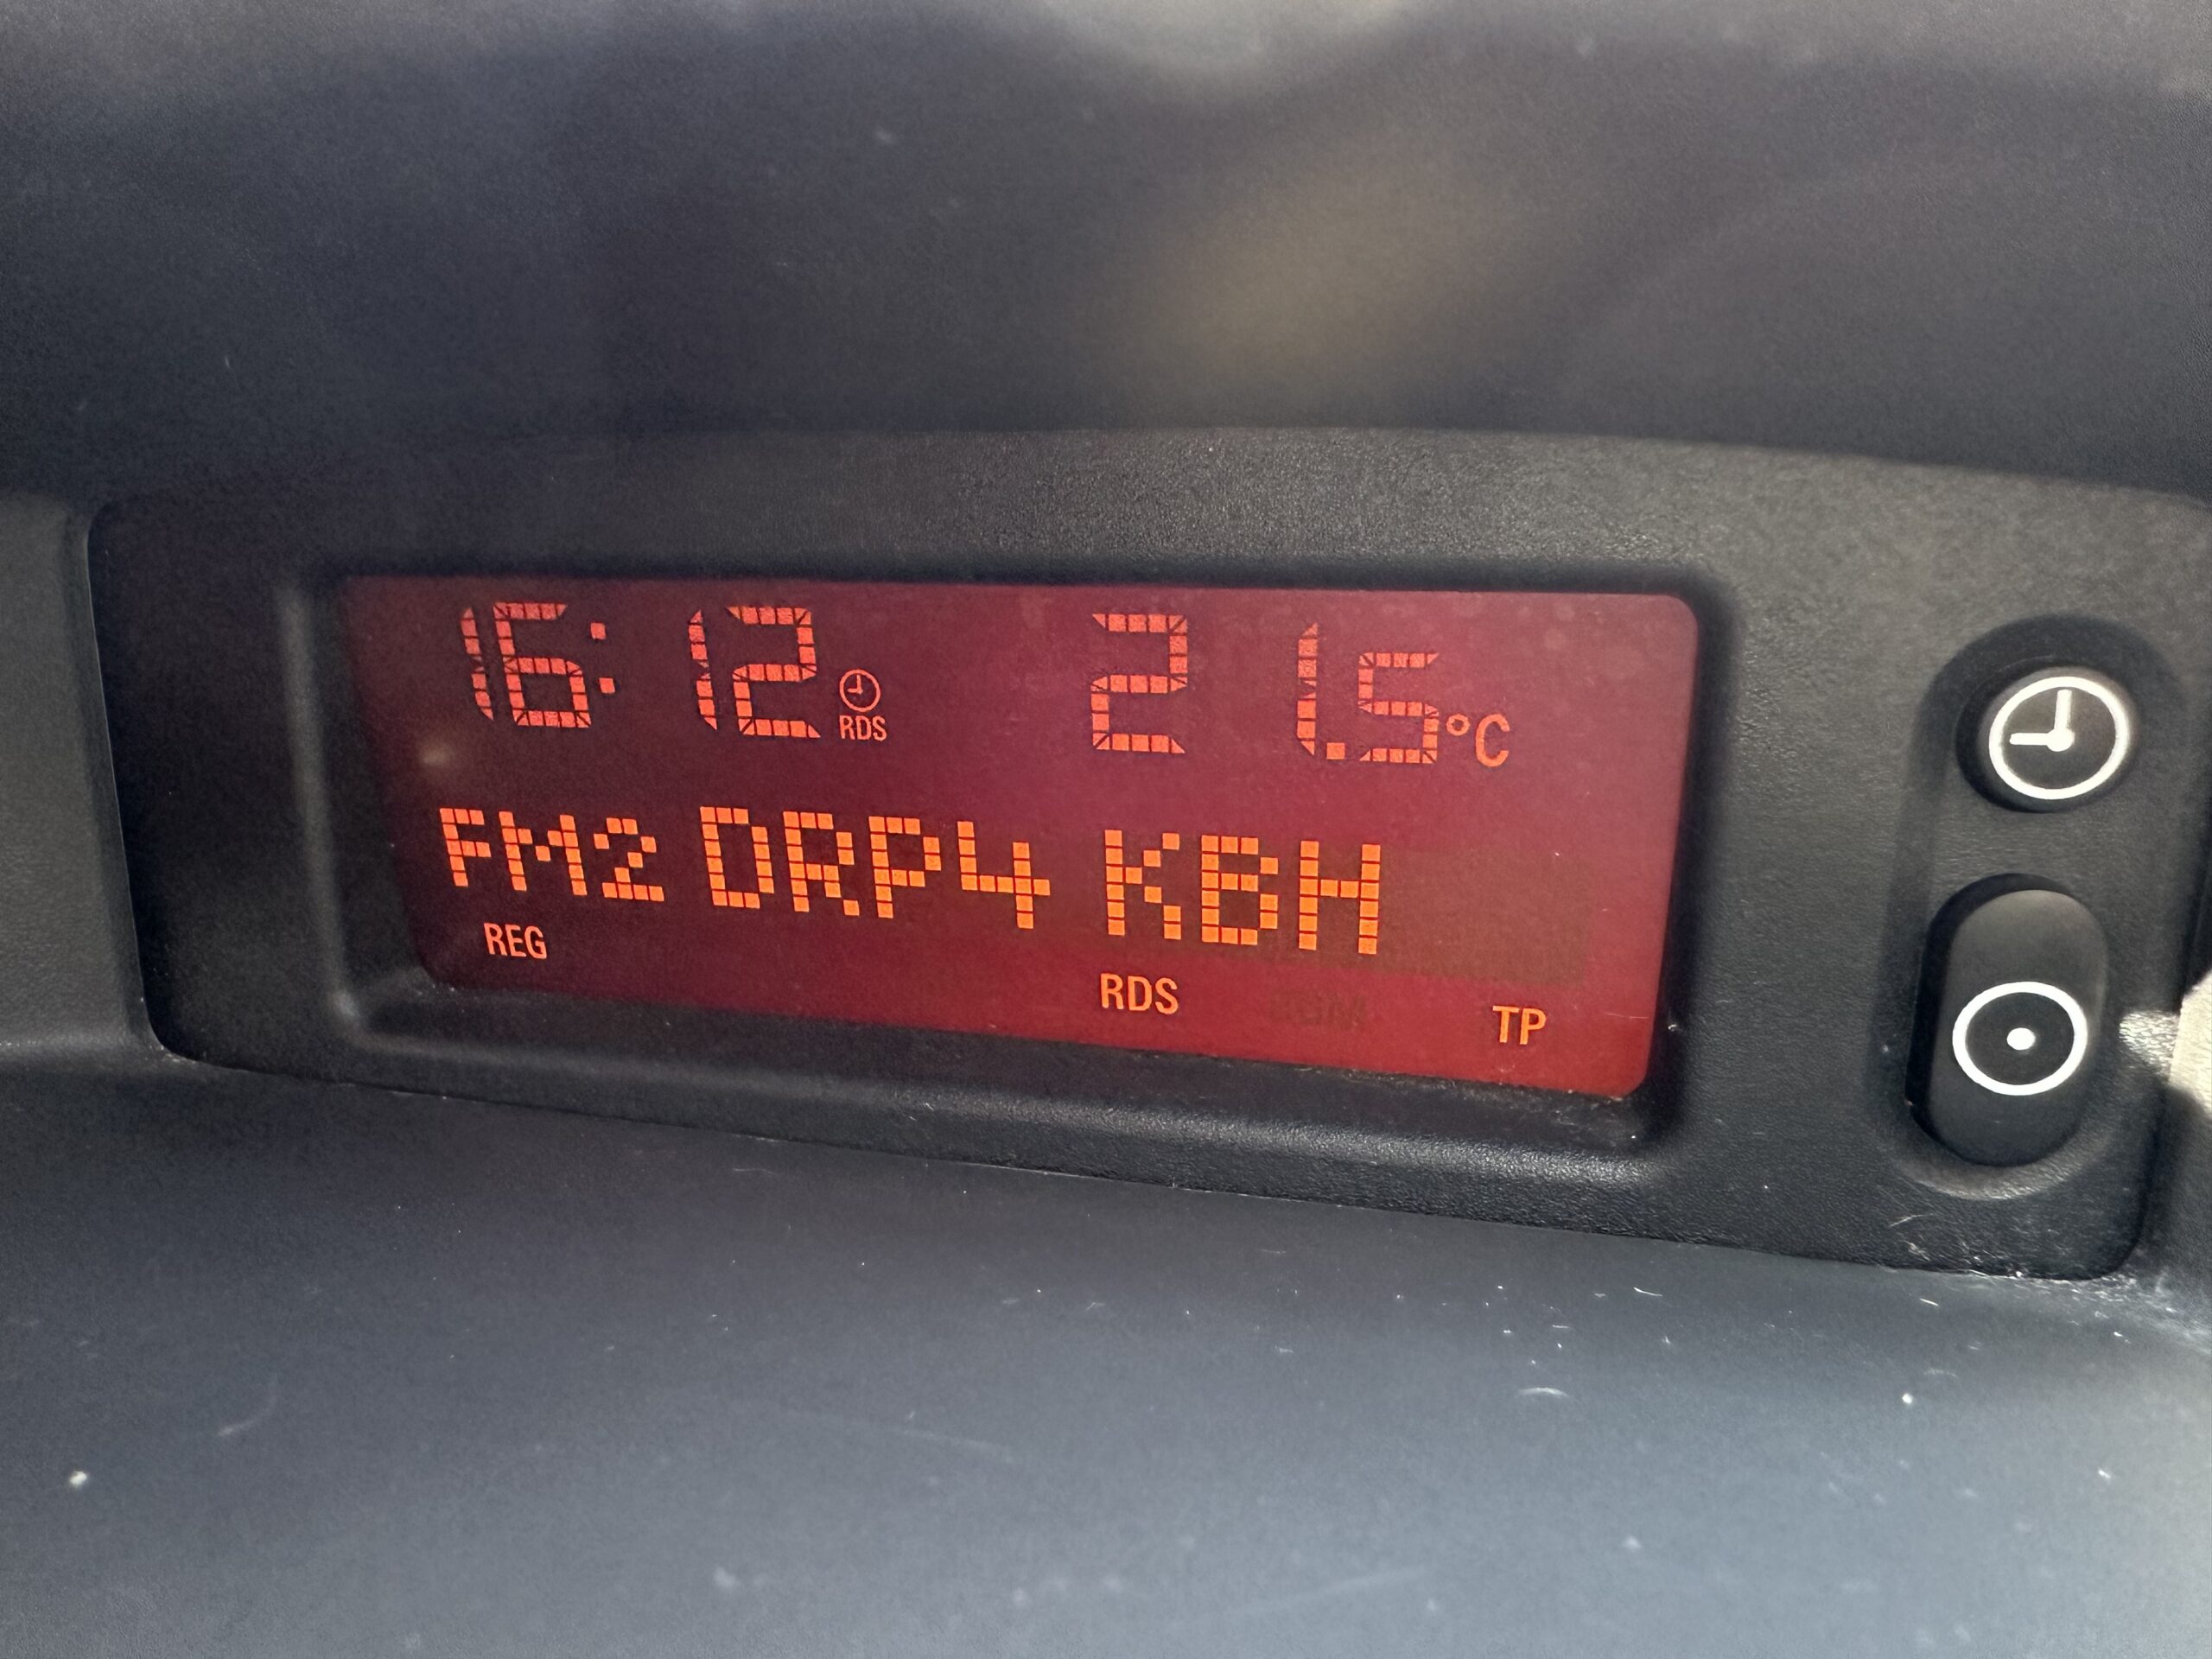 16:12 RDS 21.5°C
FM2 DRP4 KBH
REG RDS TP